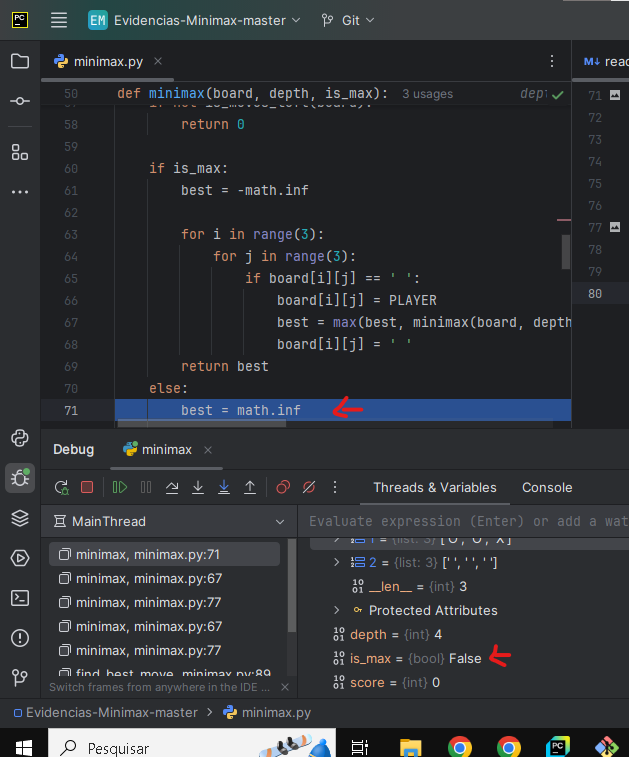 PC
EM Evidencias-Minimax-master Git
minimax.py
read
50 def minimax(board, depth, is_max): 3 usages dept
if not is_moves_left(board):
58 return 0
59
60 if is_max:
61 best = -math.inf
62
63 for i in range(3):
64 for j in range(3):
65 if board[i][j] == ' ':
66 board[i][j] = PLAYER
67 best = max(best, minimax(board, depth
68 board[i][j] = ' '
69 return best
70 else:
71 best = math.inf
71
72
73
74
75
76
77
78
79
80
Debug minimax
Threads & Variables Console
MainThread
Evaluate expression (Enter) or add a wat
minimax, minimax.py:71
minimax, minimax.py:67
minimax, minimax.py:77
minimax, minimax.py:67
minimax, minimax.py:77
find_best_move, minimax.py:89
Switch frames from anywhere in the IDE ...
1 = {list: 3} ['O', 'O', 'X']
2 = {list: 3} [' ', ' ', ' ']
__len__ = {int} 3
Protected Attributes
depth = {int} 4
is_max = {bool} False
score = {int} 0
Evidencias-Minimax-master > minimax.py
Pesquisar